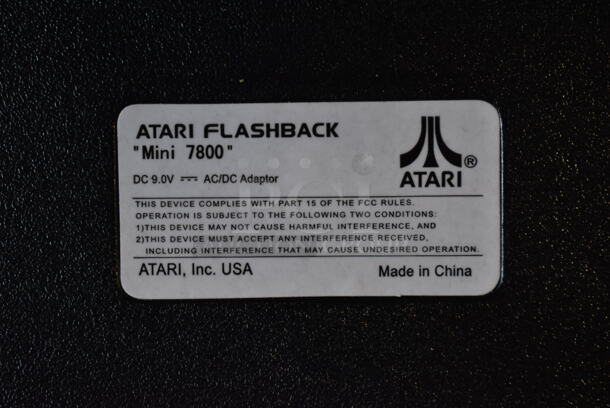 ATARI FLASHBACK
"Mini 7800"
DC 9.0V ⎓ AC/DC Adaptor
ATARI®
THIS DEVICE COMPLIES WITH PART 15 OF THE FCC RULES.
OPERATION IS SUBJECT TO THE FOLLOWING TWO CONDITIONS:
1)THIS DEVICE MAY NOT CAUSE HARMFUL INTERFERENCE, AND
2)THIS DEVICE MUST ACCEPT ANY INTERFERENCE RECEIVED,
INCLUDING INTERFERENCE THAT MAY CAUSE UNDESIRED OPERATION.
ATARI, Inc. USA
Made in China